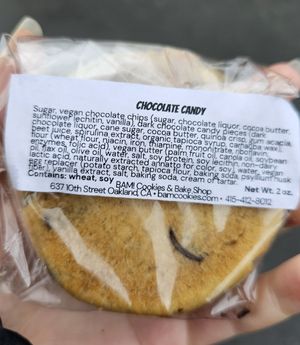 CHOCOLATE CANDY
Sugar, vegan chocolate chips (sugar, chocolate liquor, cocoa butter,
sunflower lechitin, vanilla), dark chocolate candy pieces (dark
chocolate liquor, cane sugar, cocoa butter, quinoa crisp, gum acacia,
beet juice, spirulina extract, organic tapioca syrup, carnauba wax),
flour (wheat flour, niacin, iron, thiamine, mononitrate, riboflavin,
enzymes, folic acid), vegan butter (palm fruit oil, canola oil, soybean
oil, flax oil, olive oil, water, salt, soy protein, soy lecithin, non-dairy
lactic acid, naturally extracted annatto for color, soy), water, vegan
egg replacer (potato starch, tapioca flour, baking soda, psyllium husk
fiber), vanilla extract, salt, baking soda, cream of tartar.
Contains: wheat, soy
Net Wt. 2 oz.
BAM! Cookies & Bake Shop
637 10th Street Oakland, CA • bamcookies.com • 415-412-8012